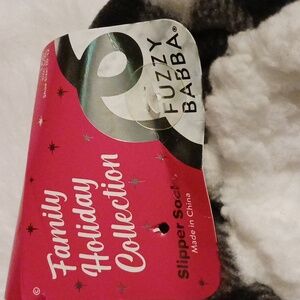 FUZZY
BABBA®
Family
Holiday
Collection
Slipper Socks
Made in China